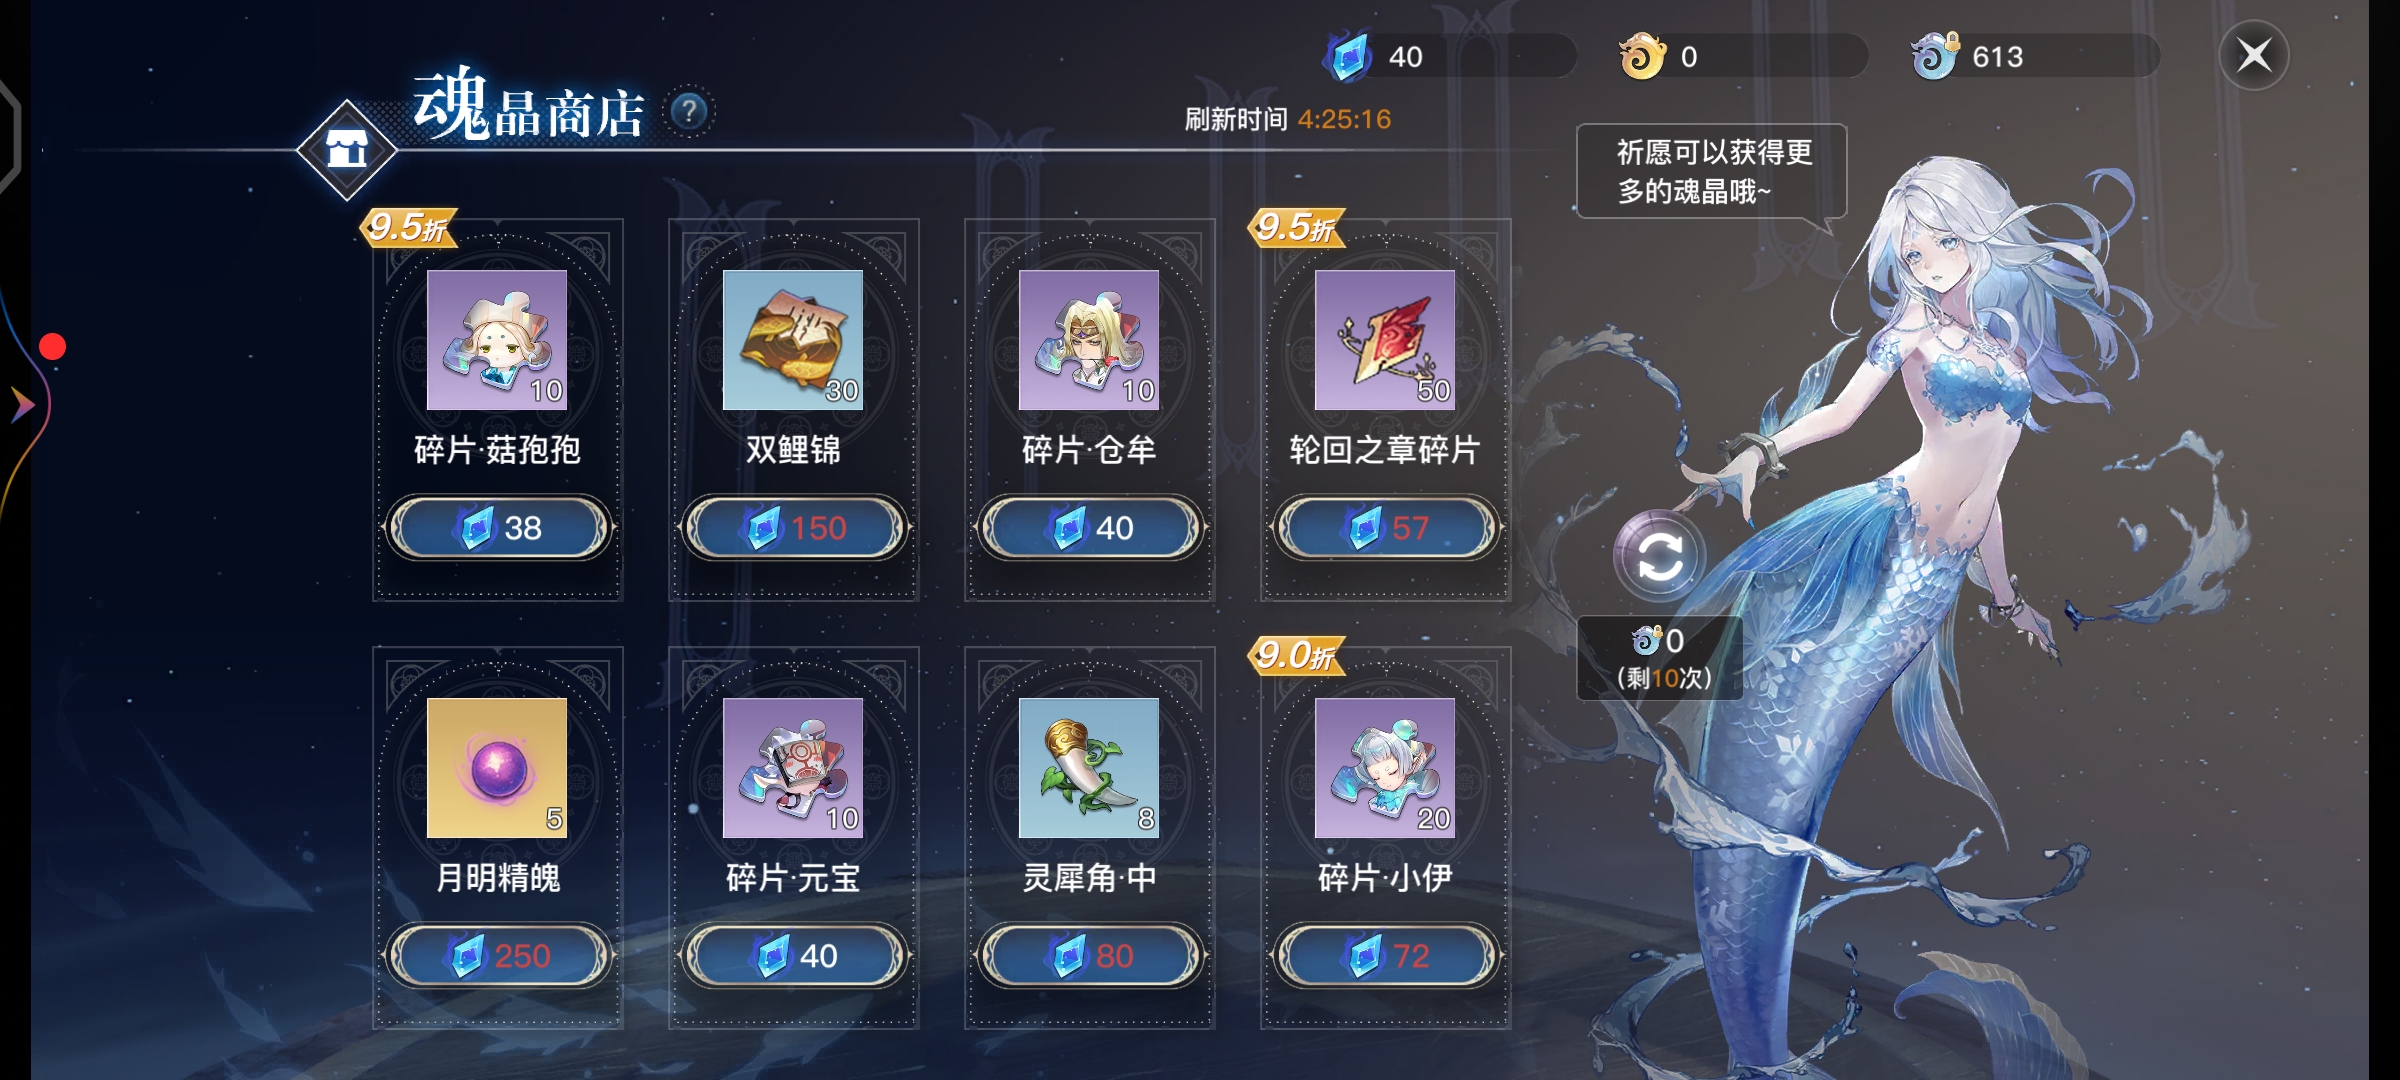 魂晶商店
?
40
0
613
刷新时间 4:25:16
祈愿可以获得更
多的魂晶哦~
9.5折
10
碎片·菇孢孢
38
30
双鲤锦
150
10
碎片·仓牟
40
9.5折
50
轮回之章碎片
57
5
月明精魄
250
10
碎片·元宝
40
8
灵犀角·中
80
9.0折
20
碎片·小伊
72
0
(剩10次)